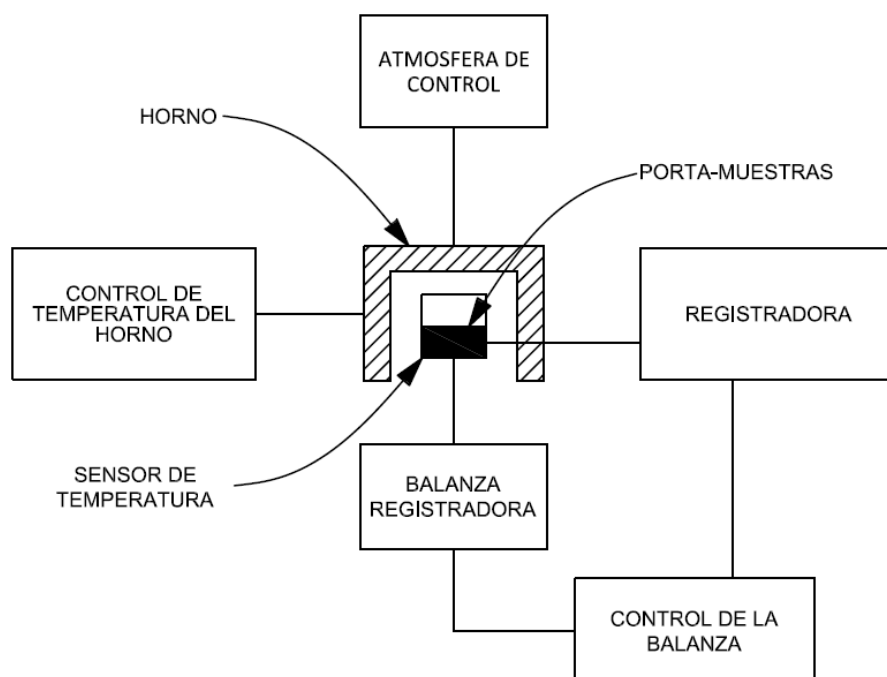 ATMOSFERA DE
CONTROL
HORNO
PORTA-MUESTRAS
CONTROL DE
TEMPERATURA DEL
HORNO
REGISTRADORA
SENSOR DE
TEMPERATURA
BALANZA
REGISTRADORA
CONTROL DE LA
BALANZA